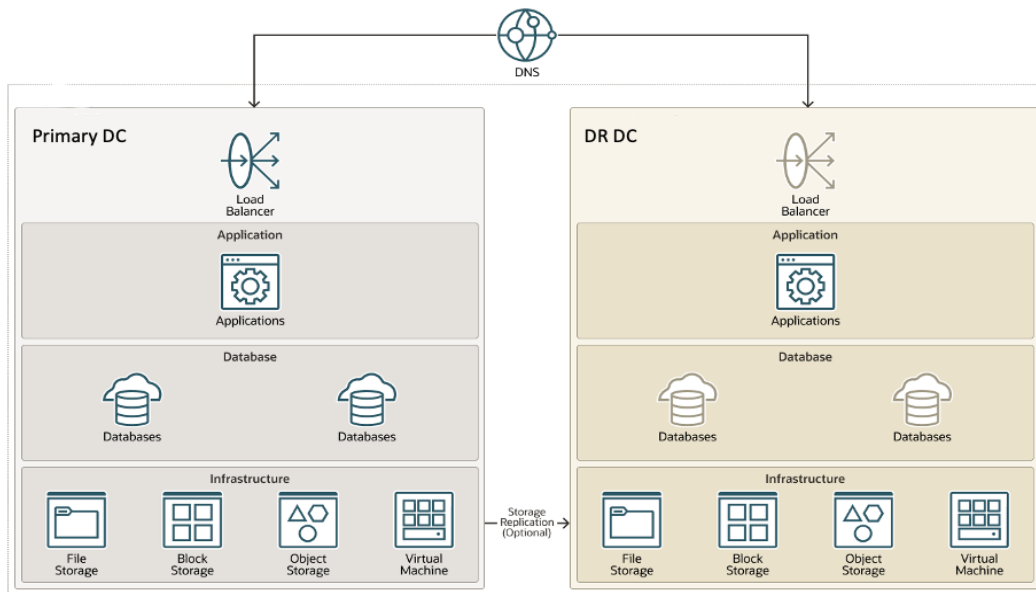 DNS
Primary DC
Load
Balancer
Application
Applications
Database
Databases
Databases
Infrastructure
File
Storage
Block
Storage
Object
Storage
Virtual
Machine
Storage
Replication
(Optional)
DR DC
Load
Balancer
Application
Applications
Database
Databases
Databases
Infrastructure
File
Storage
Block
Storage
Object
Storage
Virtual
Machine